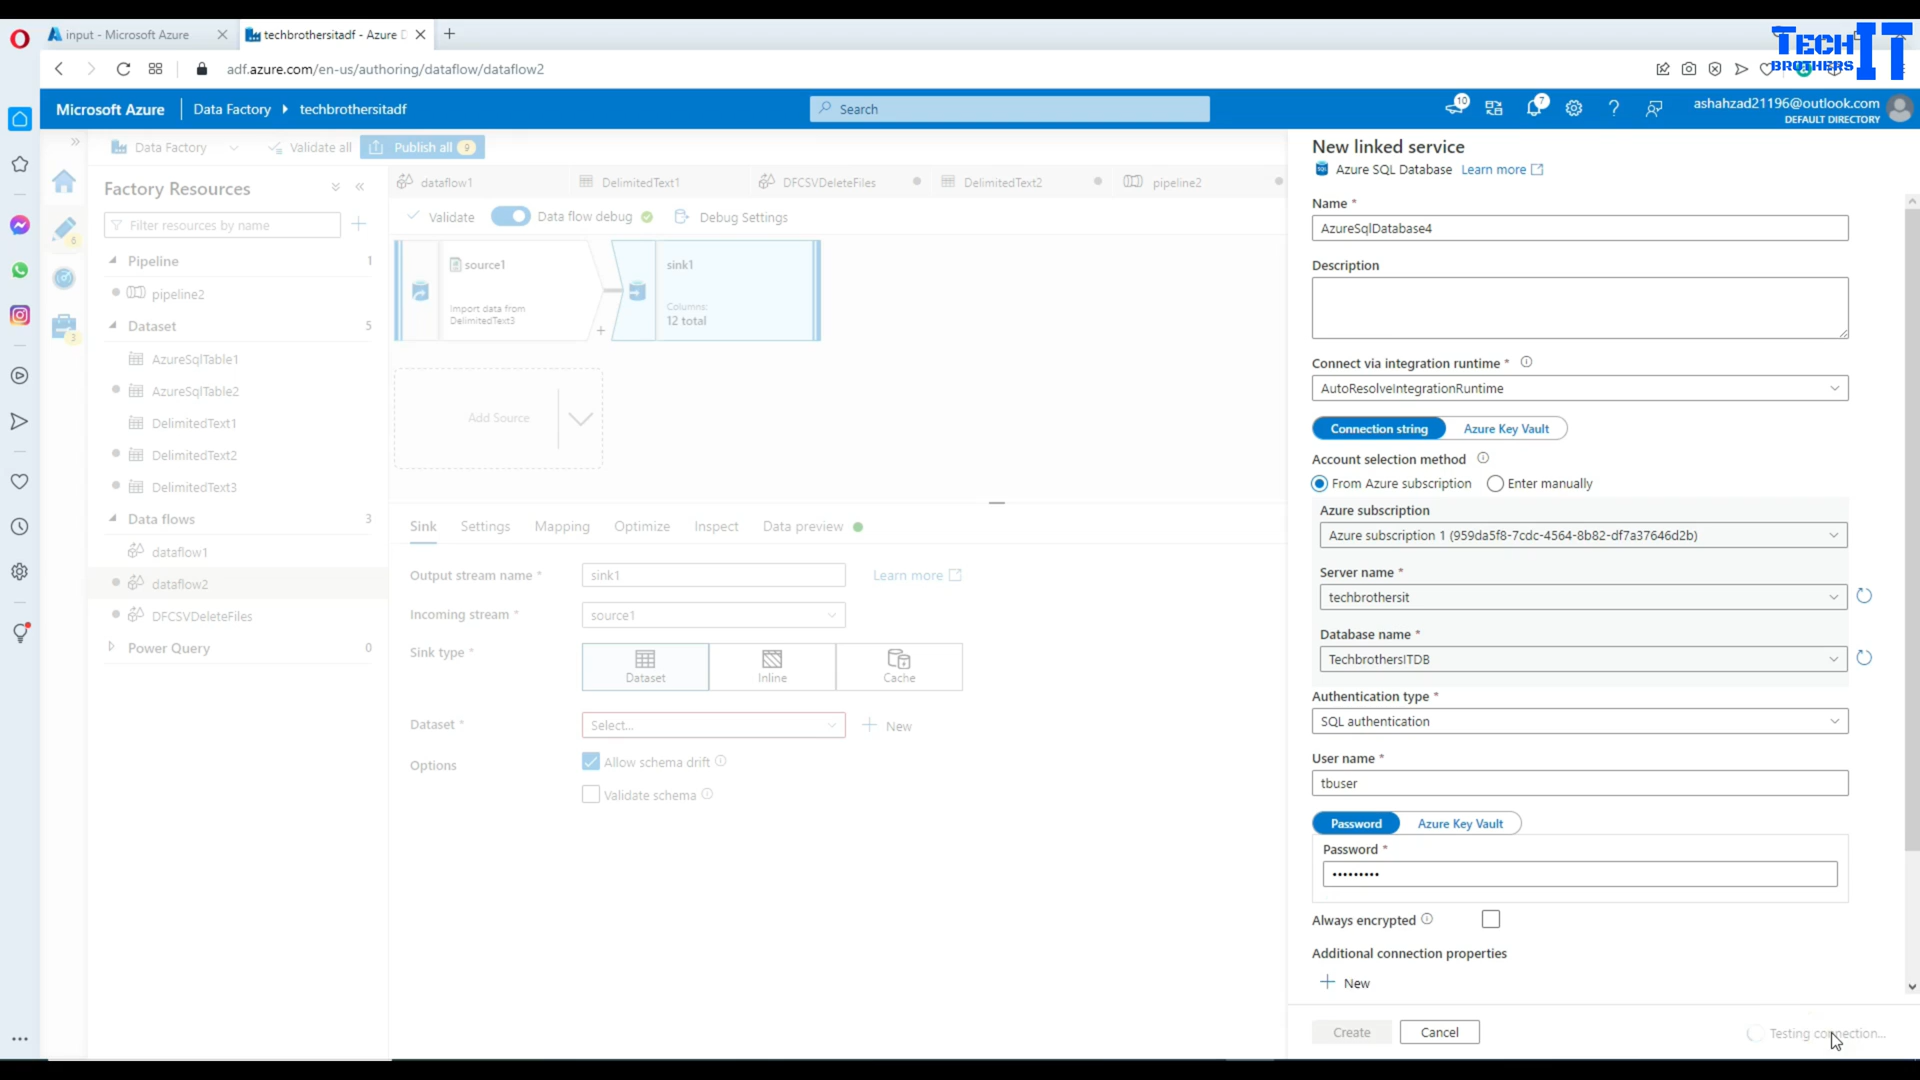 input - Microsoft Azure
techbrothersitadf - Azure D
TECH IT
BROTHERS
adf.azure.com/en-us/authoring/dataflow/dataflow2
Microsoft Azure
Data Factory
techbrothersitadf
Search
10
7
ashahzad21196@outlook.com
DEFAULT DIRECTORY
Data Factory
Validate all
Publish all
9
Factory Resources
Filter resources by name
6
3
Pipeline
1
pipeline2
Dataset
5
AzureSqlTable1
AzureSqlTable2
DelimitedText1
DelimitedText2
DelimitedText3
Data flows
3
dataflow1
dataflow2
DFCSVDeleteFiles
Power Query
0
dataflow1
DelimitedText1
DFCSVDeleteFiles
DelimitedText2
pipeline2
Validate
Data flow debug
Debug Settings
source1
Import data from
DelimitedText3
sink1
Columns:
12 total
Add Source
Sink
Settings
Mapping
Optimize
Inspect
Data preview
Output stream name *
sink1
Learn more
Incoming stream *
source1
Sink type *
Dataset
Inline
Cache
Dataset *
Select...
New
Options
Allow schema drift
Validate schema
New linked service
Azure SQL Database
Learn more
Name *
AzureSqlDatabase4
Description
Connect via integration runtime *
AutoResolveIntegrationRuntime
Connection string
Azure Key Vault
Account selection method
From Azure subscription
Enter manually
Azure subscription
Azure subscription 1 (959da5f8-7cdc-4564-8b82-df7a37646d2b)
Server name *
techbrothersit
Database name *
TechbrothersITDB
Authentication type *
SQL authentication
User name *
tbuser
Password
Azure Key Vault
Password *
•••••••••
Always encrypted
Additional connection properties
New
Create
Cancel
Testing connection...